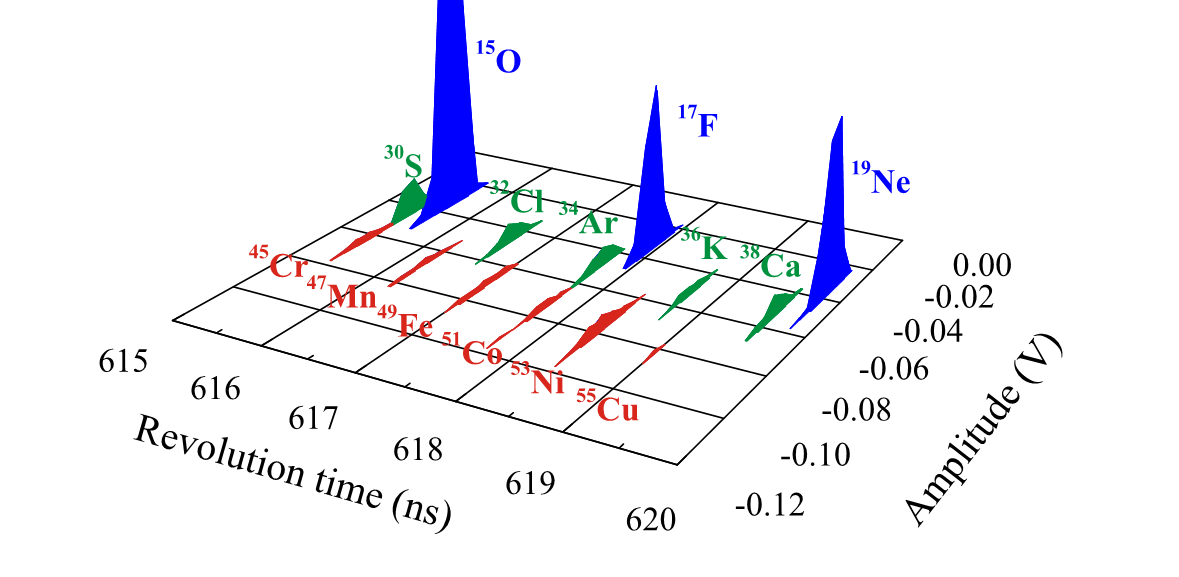 ¹⁵O
¹⁷F
³⁰S
¹⁹Ne
³²Cl
³⁴Ar
³⁶K
³⁸Ca
⁴⁵Cr
⁴⁷Mn
⁴⁹Fe
⁵¹Co
⁵³Ni
⁵⁵Cu
0.00
-0.02
-0.04
-0.06
-0.08
-0.10
-0.12
Amplitude (V)
615
616
617
618
619
620
Revolution time (ns)